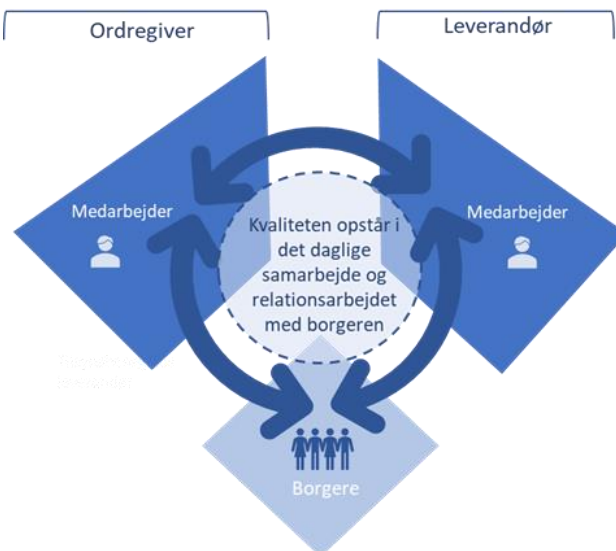 Ordregiver
Leverandør
Medarbejder
Medarbejder
Kvaliteten opstår i
det daglige
samarbejde og
relationsarbejdet
med borgeren
Borgere